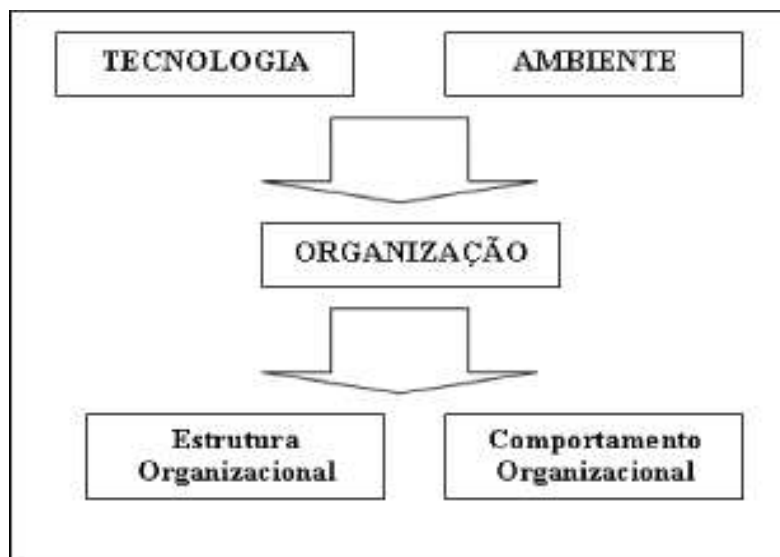 TECNOLOGIA
AMBIENTE
ORGANIZAÇÃO
Estrutura
Organizacional
Comportamento
Organizacional